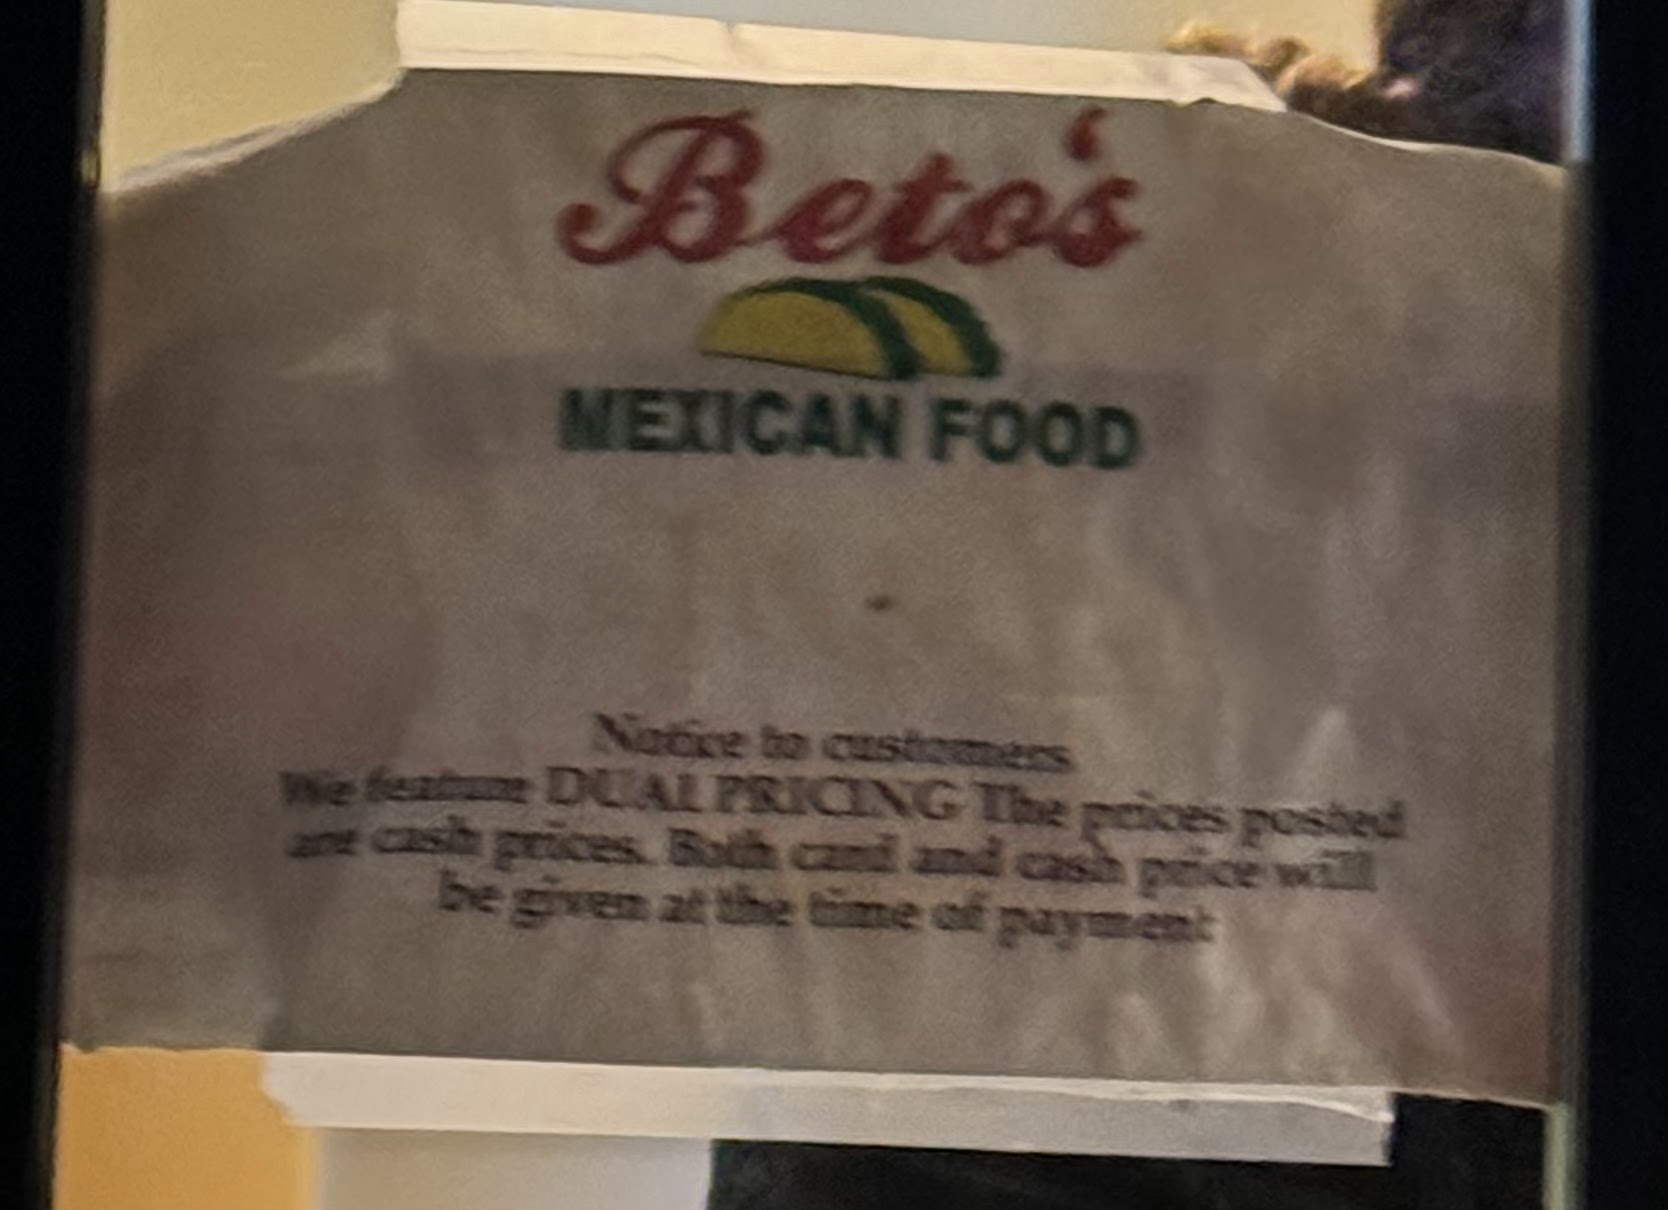 Beto's
MEXICAN FOOD
Notice to customers
We feature DUAL PRICING The prices posted
are cash prices. Both card and cash price will
be given at the time of payment